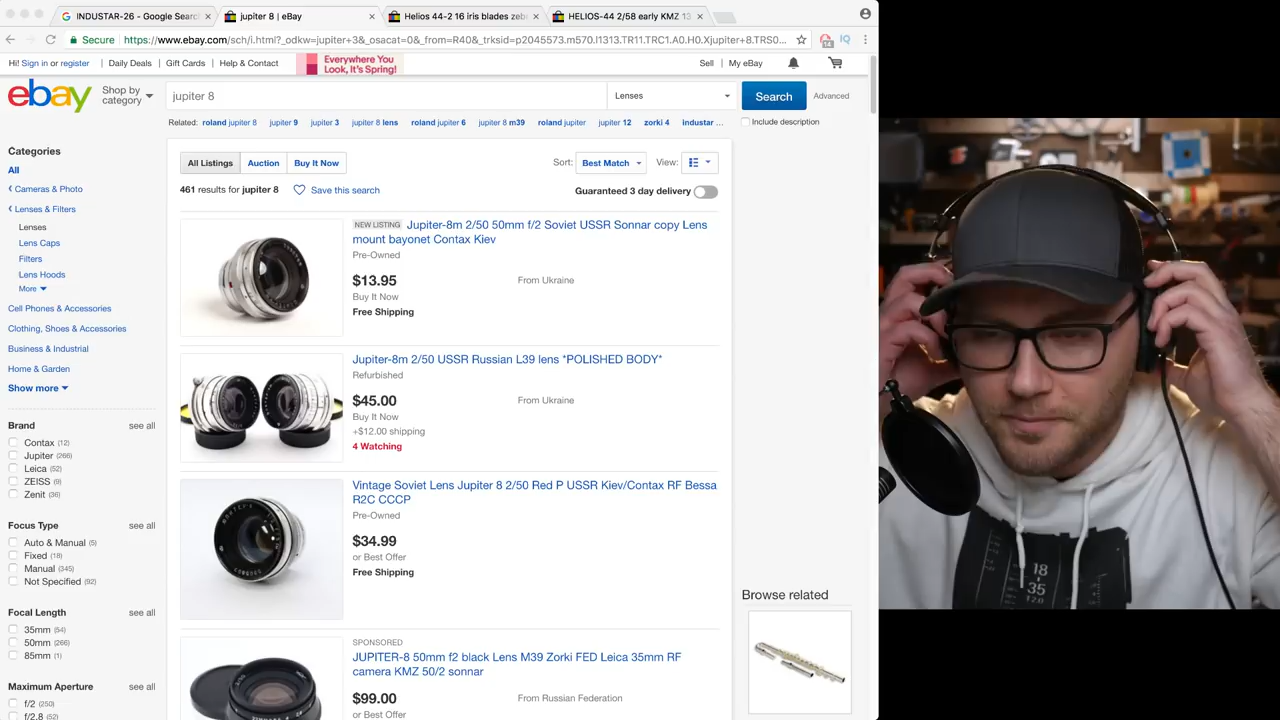 INDUSTAR-26 - Google Searc
jupiter 8 | eBay
Helios 44-2 16 iris blades zeb
HELIOS-44 2/58 early KMZ 13
Secure
https://www.ebay.com/sch/i.html?_odkw=jupiter+3&_osacat=0&_from=R40&_trksid=p2045573.m570.l1313.TR11.TRC1.A0.H0.Xjupiter+8.TRS0...
14
IQ
Hi! Sign in or register
Daily Deals
Gift Cards
Help & Contact
Everywhere You
Look, it's Spring!
Sell
My eBay
ebay
Shop by
category
jupiter 8
Lenses
Search
Advanced
Related: roland jupiter 8 jupiter 9 jupiter 3 jupiter 8 lens roland jupiter 6 jupiter 8 m39 roland jupiter jupiter 12 zorki 4 industar ...
Include description
Categories
All
Cameras & Photo
Lenses & Filters
Lenses
Lens Caps
Filters
Lens Hoods
More
Cell Phones & Accessories
Clothing, Shoes & Accessories
Business & Industrial
Home & Garden
Show more
Brand see all
Contax (12)
Jupiter (266)
Leica (52)
ZEISS (9)
Zenit (36)
Focus Type see all
Auto & Manual (5)
Fixed (18)
Manual (345)
Not Specified (92)
Focal Length see all
35mm (54)
50mm (266)
85mm (1)
Maximum Aperture see all
f/2 (250)
f/2.8 (52)
All Listings
Auction
Buy It Now
Sort: Best Match
View:
461 results for jupiter 8
Save this search
Guaranteed 3 day delivery
NEW LISTING Jupiter-8m 2/50 50mm f/2 Soviet USSR Sonnar copy Lens
mount bayonet Contax Kiev
Pre-Owned
$13.95 From Ukraine
Buy It Now
Free Shipping
Jupiter-8m 2/50 USSR Russian L39 lens *POLISHED BODY*
Refurbished
$45.00 From Ukraine
Buy It Now
+$12.00 shipping
4 Watching
Vintage Soviet Lens Jupiter 8 2/50 Red P USSR Kiev/Contax RF Bessa
R2C CCCP
Pre-Owned
$34.99
or Best Offer
Free Shipping
SPONSORED
JUPITER-8 50mm f2 black Lens M39 Zorki FED Leica 35mm RF
camera KMZ 50/2 sonnar
$99.00 From Russian Federation
or Best Offer
Browse related
18
35